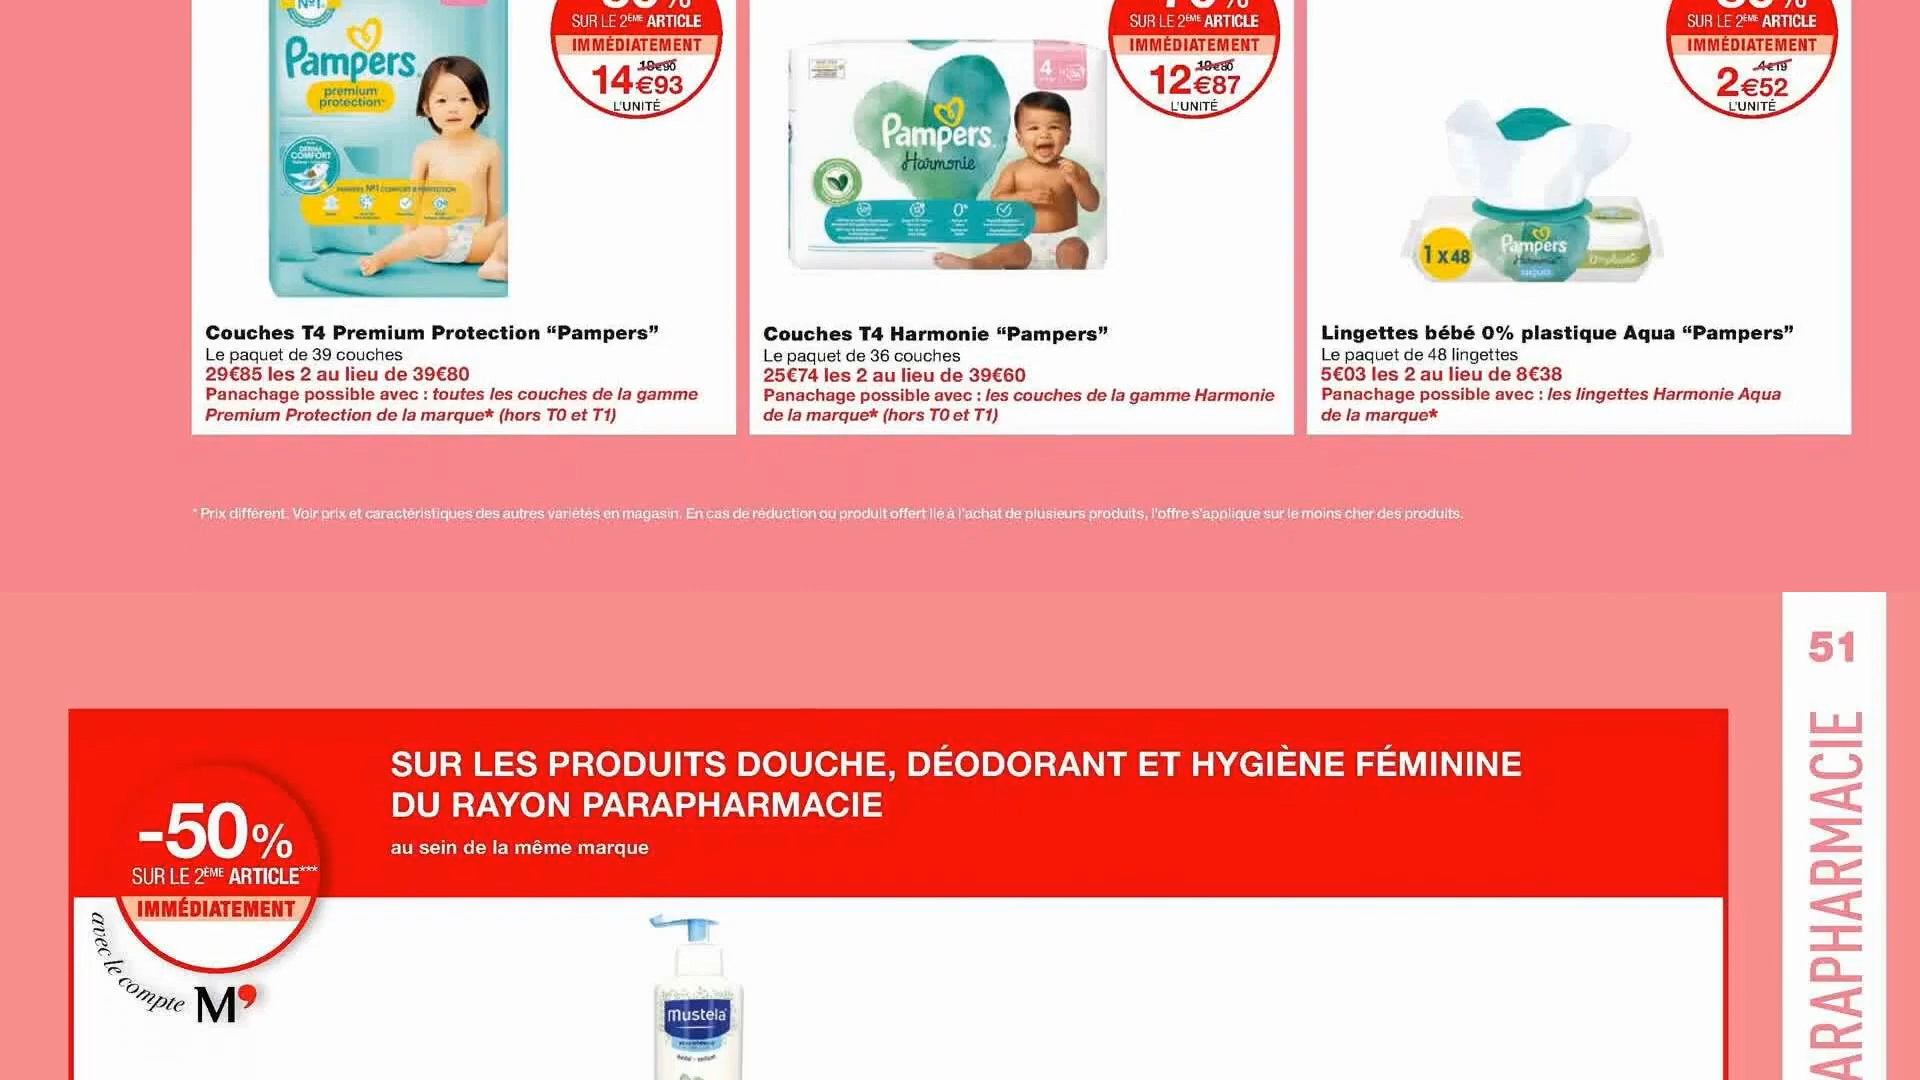 SUR LE 2ÈME ARTICLE
IMMÉDIATEMENT
14€93
L'UNITÉ
Pampers
premium
protection
DERMA
COMFORT
Couches T4 Premium Protection “Pampers”
Le paquet de 39 couches
29€85 les 2 au lieu de 39€80
Panachage possible avec : toutes les couches de la gamme
Premium Protection de la marque* (hors T0 et T1)
SUR LE 2ÈME ARTICLE
IMMÉDIATEMENT
19€80
12€87
L'UNITÉ
4
Pampers
Harmonie
Couches T4 Harmonie “Pampers”
Le paquet de 36 couches
25€74 les 2 au lieu de 39€60
Panachage possible avec : les couches de la gamme Harmonie
de la marque* (hors T0 et T1)
SUR LE 2ÈME ARTICLE
IMMÉDIATEMENT
4€19
2€52
L'UNITÉ
1 x 48
Pampers
Harmonie
aqua
Lingettes bébé 0% plastique Aqua “Pampers”
Le paquet de 48 lingettes
5€03 les 2 au lieu de 8€38
Panachage possible avec : les lingettes Harmonie Aqua
de la marque*
* Prix différent. Voir prix et caractéristiques des autres variétés en magasin. En cas de réduction ou produit offert lié à l'achat de plusieurs produits, l'offre s'applique sur le moins cher des produits.
51
ARAPHARMACIE
SUR LES PRODUITS DOUCHE, DÉODORANT ET HYGIÈNE FÉMININE
DU RAYON PARAPHARMACIE
au sein de la même marque
-50%
SUR LE 2ÈME ARTICLE***
IMMÉDIATEMENT
avec le compte
M'
Mustela
bébé - enfant